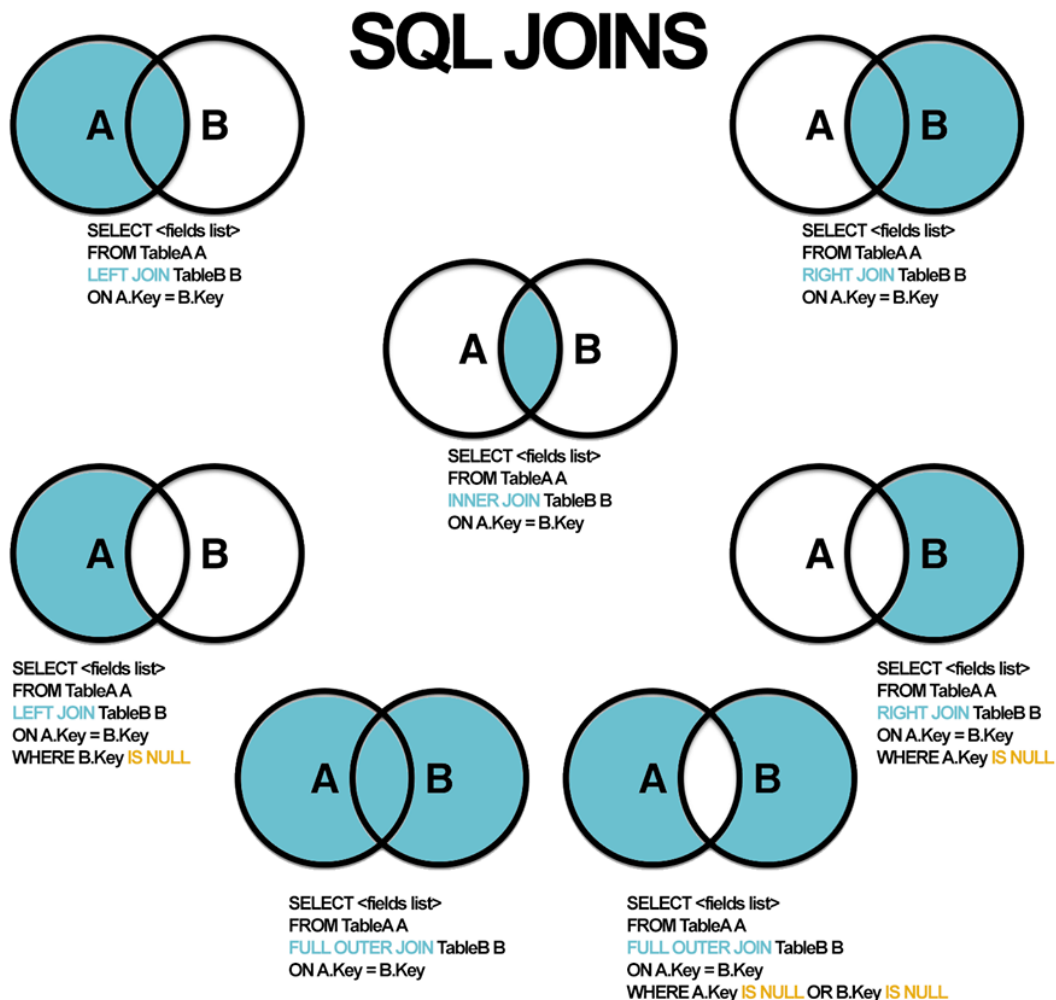 SQL JOINS
A B
SELECT <fields list>
FROM TableA A
LEFT JOIN TableB B
ON A.Key = B.Key
A B
SELECT <fields list>
FROM TableA A
RIGHT JOIN TableB B
ON A.Key = B.Key
A B
SELECT <fields list>
FROM TableA A
INNER JOIN TableB B
ON A.Key = B.Key
A B
SELECT <fields list>
FROM TableA A
LEFT JOIN TableB B
ON A.Key = B.Key
WHERE B.Key IS NULL
A B
SELECT <fields list>
FROM TableA A
RIGHT JOIN TableB B
ON A.Key = B.Key
WHERE A.Key IS NULL
A B
SELECT <fields list>
FROM TableA A
FULL OUTER JOIN TableB B
ON A.Key = B.Key
A B
SELECT <fields list>
FROM TableA A
FULL OUTER JOIN TableB B
ON A.Key = B.Key
WHERE A.Key IS NULL OR B.Key IS NULL